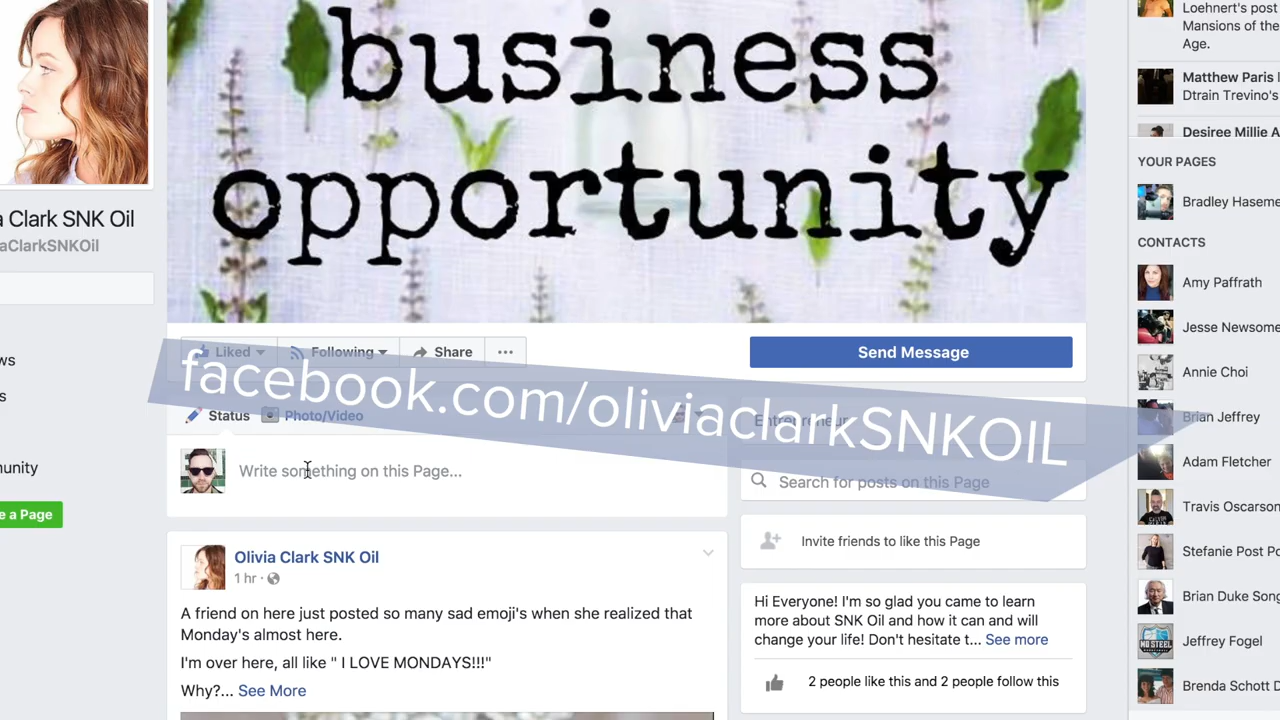 business
opportunity
a Clark SNK Oil
aClarkSNKOil
ws
s
munity
e a Page
Liked
Following
Share
...
Send Message
facebook.com/oliviaclarkSNKOIL
Status
Photo/Video
Entrepreneur
Write something on this Page...
Search for posts on this Page
Invite friends to like this Page
Olivia Clark SNK Oil
1 hr ·
A friend on here just posted so many sad emoji's when she realized that
Monday's almost here.
I'm over here, all like " I LOVE MONDAYS!!!"
Why?... See More
Hi Everyone! I'm so glad you came to learn
more about SNK Oil and how it can and will
change your life! Don't hesitate t... See more
2 people like this and 2 people follow this
Loehnert's post
Mansions of the
Age.
Matthew Paris
Dtrain Trevino's
Desiree Millie A
YOUR PAGES
Bradley Haseme
CONTACTS
Amy Paffrath
Jesse Newsome
Annie Choi
Brian Jeffrey
Adam Fletcher
Travis Oscarson
Stefanie Post Po
Brian Duke Song
Jeffrey Fogel
Brenda Schott D